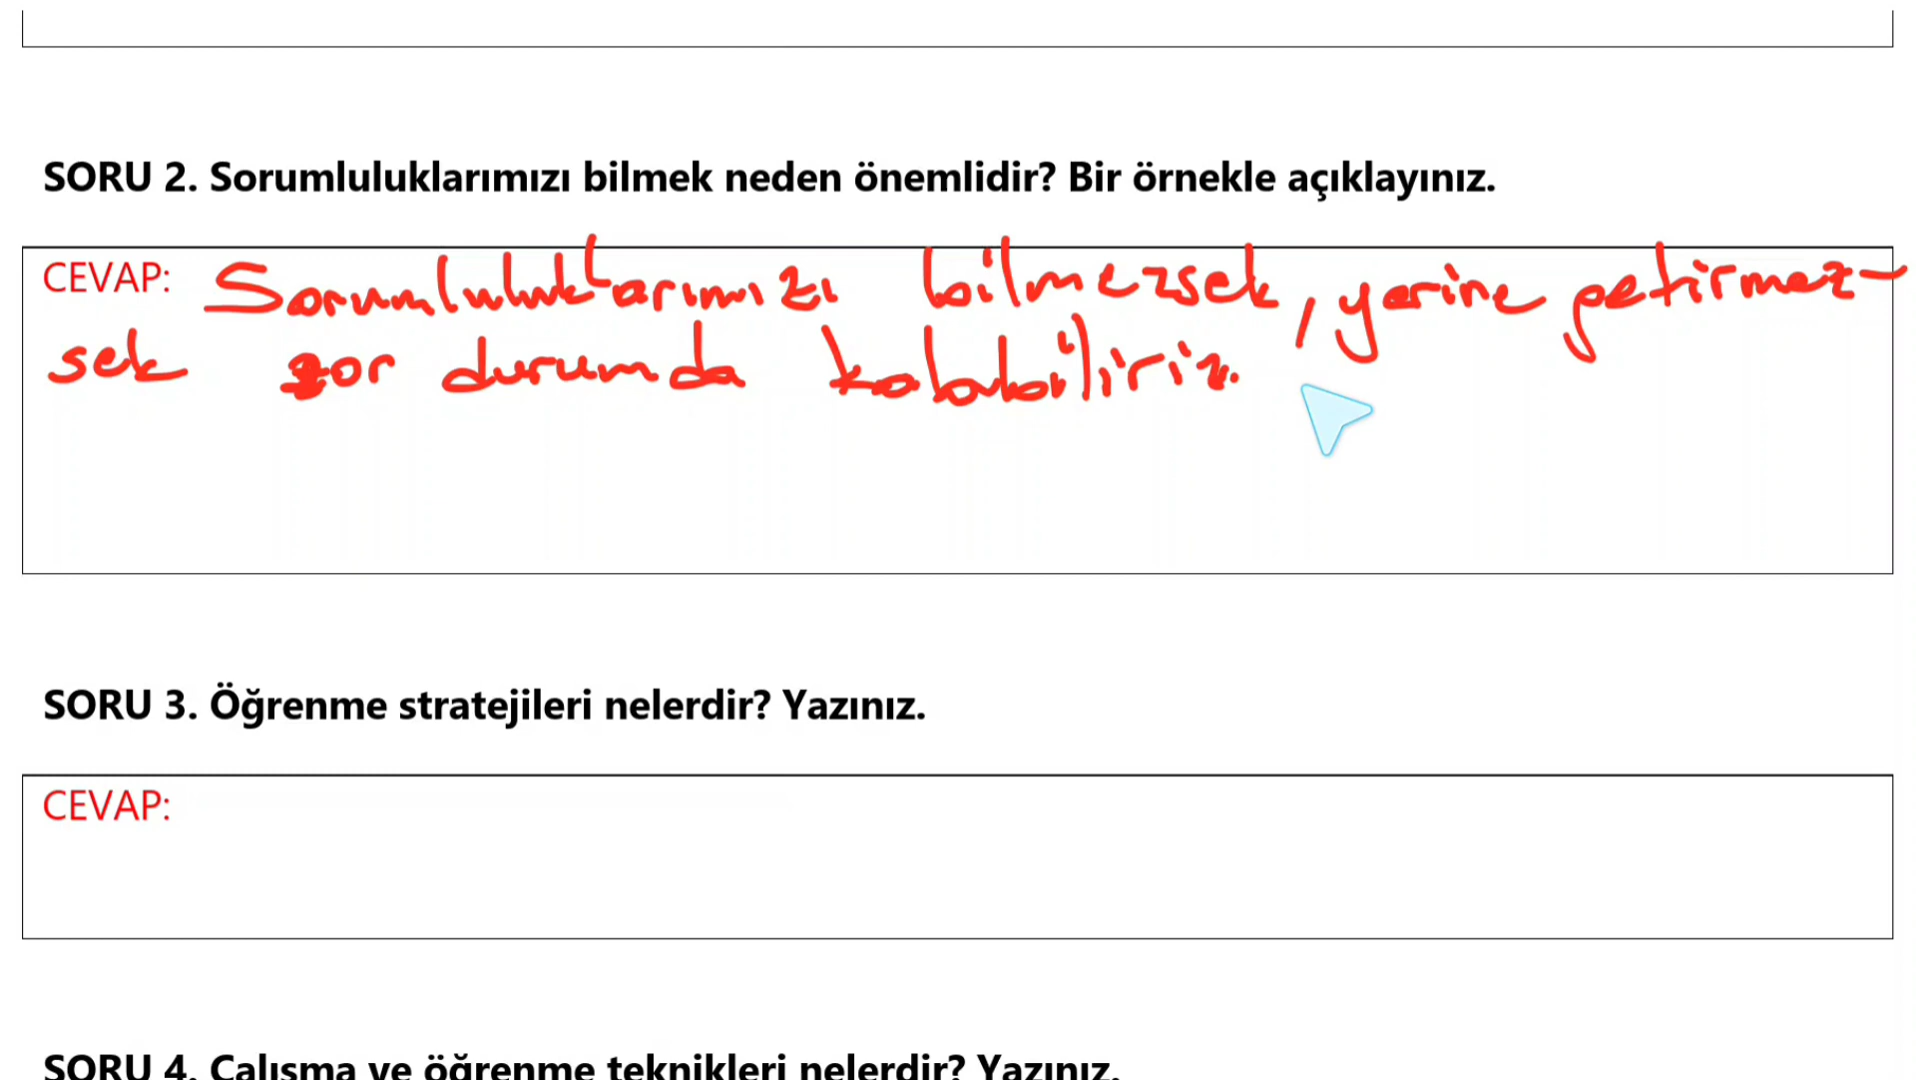 SORU 2. Sorumluluklarımızı bilmek neden önemlidir? Bir örnekle açıklayınız.
CEVAP: Sorumluluklarımızı bilmezsek, yerine getirmez-
sek zor durumda kalabiliriz.
SORU 3. Öğrenme stratejileri nelerdir? Yazınız.
CEVAP:
SORU 4. Çalışma ve öğrenme teknikleri nelerdir? Yazınız.